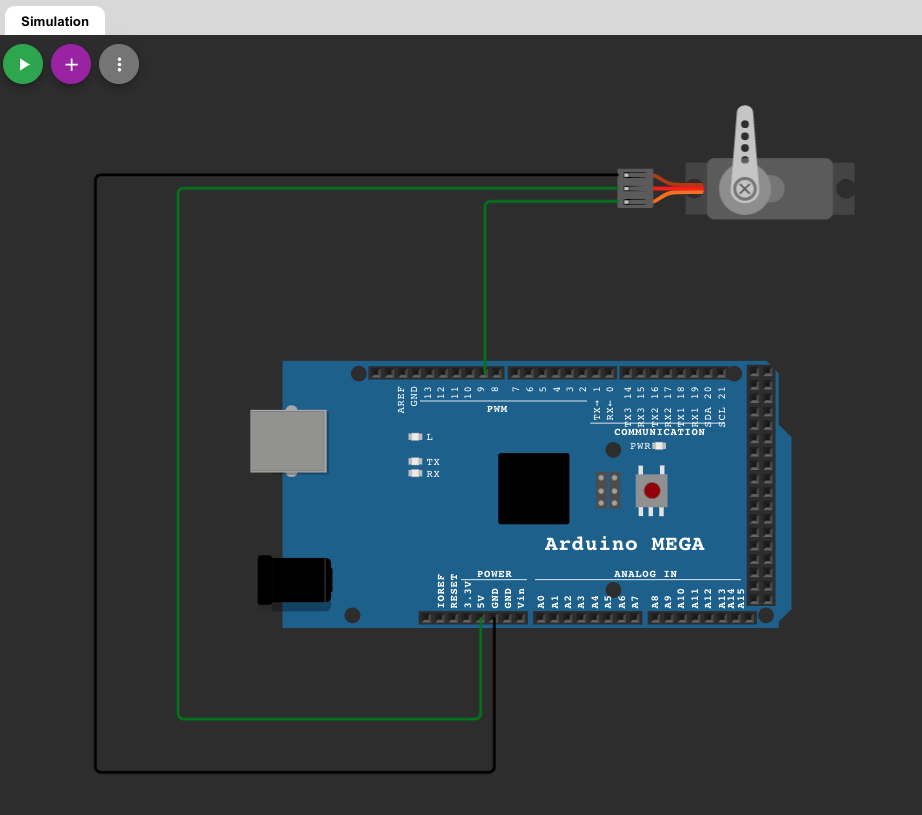 Simulation
AREF
GND
13
12
11
10
9
8
7
6
5
4
3
2
TX→ 1
RX← 0
TX3 14
RX3 15
TX2 16
RX2 17
TX1 18
RX1 19
SDA 20
SCL 21
PWM
COMMUNICATION
L
PWR
TX
RX
Arduino MEGA
POWER
ANALOG IN
IOREF
RESET
3.3V
5V
GND
GND
Vin
A0
A1
A2
A3
A4
A5
A6
A7
A8
A9
A10
A11
A12
A13
A14
A15